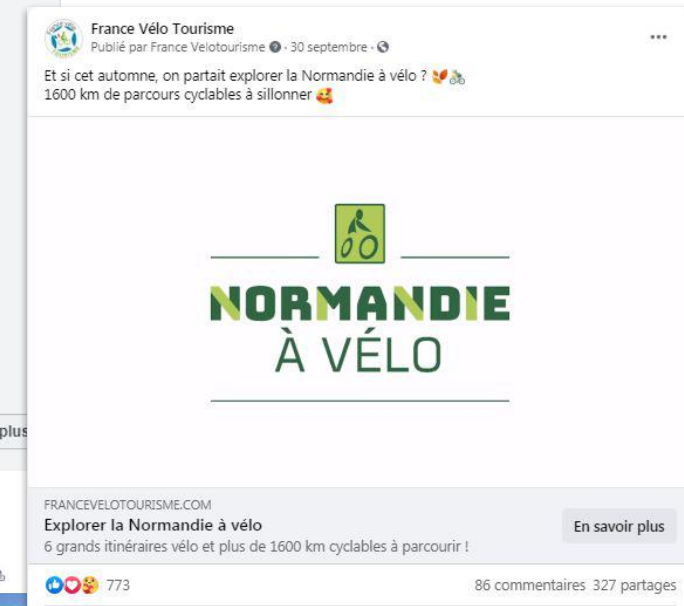 France Vélo Tourisme
Publié par France Velotourisme · 30 septembre ·
Et si cet automne, on partait explorer la Normandie à vélo ?
1600 km de parcours cyclables à sillonner
NORMANDIE
À VÉLO
plus
FRANCEVELOTOURISME.COM
Explorer la Normandie à vélo
En savoir plus
6 grands itinéraires vélo et plus de 1600 km cyclables à parcourir !
773
86 commentaires 327 partages